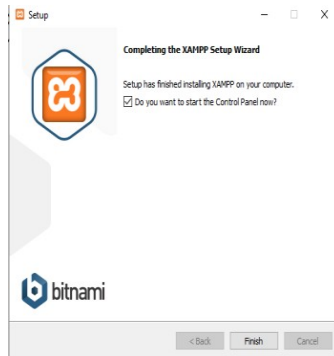 Setup
Completing the XAMPP Setup Wizard
Setup has finished installing XAMPP on your computer.
Do you want to start the Control Panel now?
bitnami
< Back
Finish
Cancel